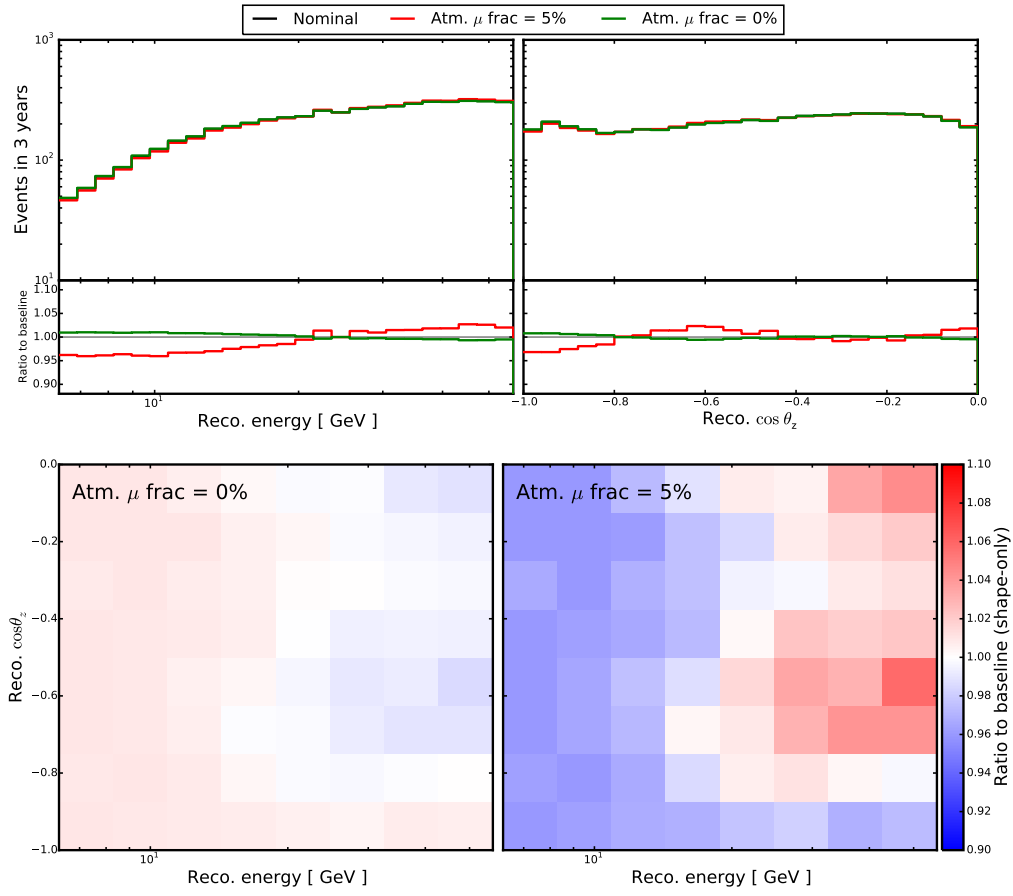 Nominal Atm. μ frac = 5% Atm. μ frac = 0%
Events in 3 years
10³
10²
10¹
Ratio to baseline
1.10
1.05
1.00
0.95
0.90
10¹
Reco. energy [ GeV ]
−1.0 −0.8 −0.6 −0.4 −0.2 0.0
Reco. cos θz
Atm. μ frac = 0%
Reco. cosθz
0.0
−0.2
−0.4
−0.6
−0.8
−1.0
10¹
Reco. energy [ GeV ]
Atm. μ frac = 5%
10¹
Reco. energy [ GeV ]
1.10
1.08
1.06
1.04
1.02
1.00
0.98
0.96
0.94
0.92
0.90
Ratio to baseline (shape-only)